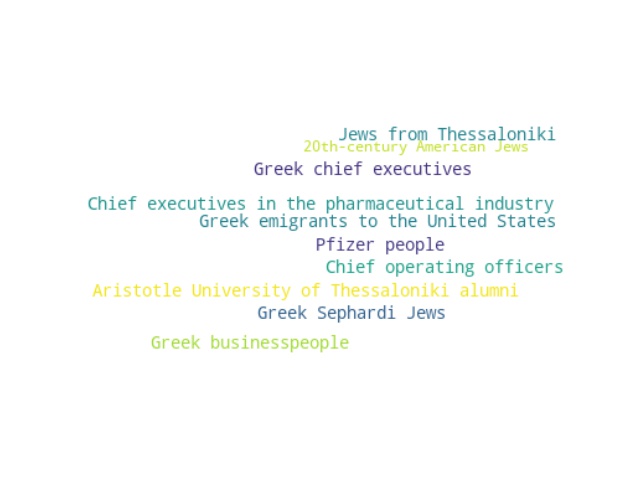 Jews from Thessaloniki
20th-century American Jews
Greek chief executives
Chief executives in the pharmaceutical industry
Greek emigrants to the United States
Pfizer people
Chief operating officers
Aristotle University of Thessaloniki alumni
Greek Sephardi Jews
Greek businesspeople